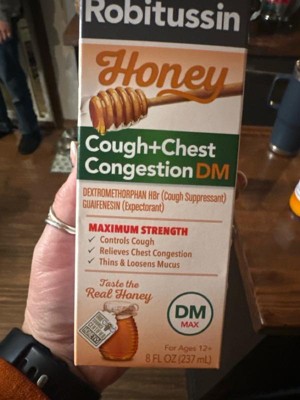 Robitussin
Honey
Cough+Chest
Congestion DM
DEXTROMETHORPHAN HBr (Cough Suppressant)
GUAIFENESIN (Expectorant)
MAXIMUM STRENGTH
✓ Controls Cough
✓ Relieves Chest Congestion
✓ Thins & Loosens Mucus
Taste the
Real Honey
DM
MAX
For Ages 12+
8 FL OZ (237 mL)